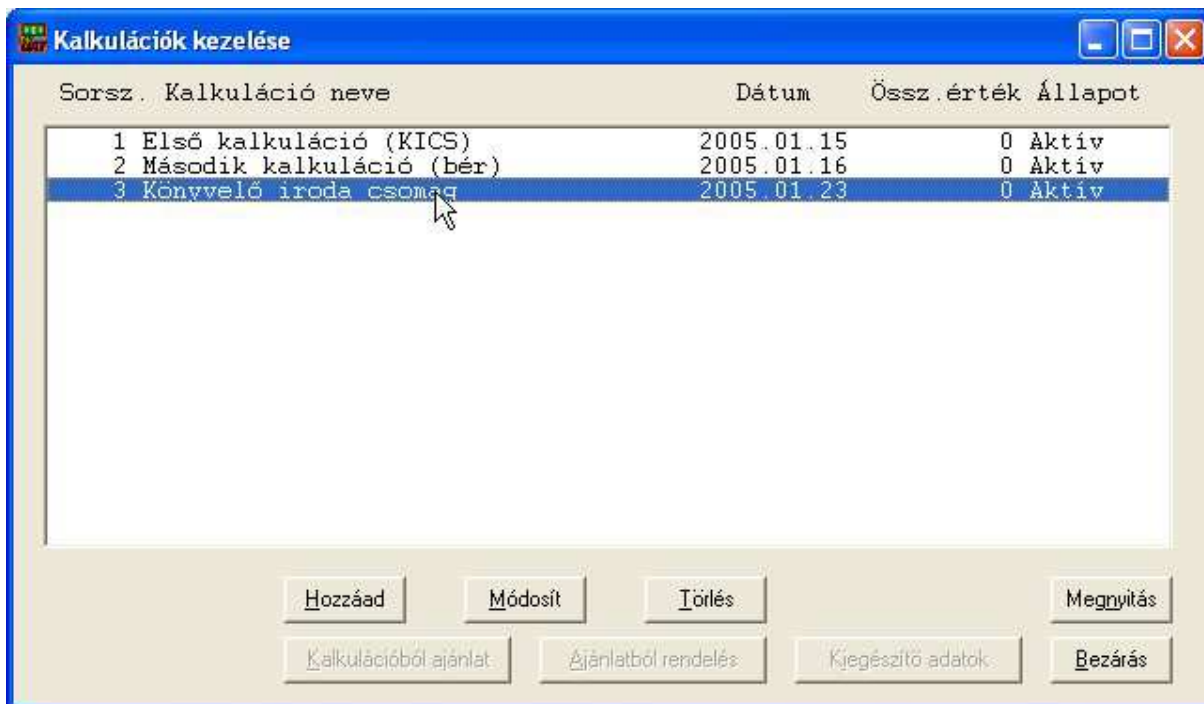 Kalkulációk kezelése
Sorsz. Kalkuláció neve Dátum Össz.érték Állapot
1 Első kalkuláció (KICS) 2005.01.15 0 Aktív
2 Második kalkuláció (bér) 2005.01.16 0 Aktív
3 Könyvelő iroda csomag 2005.01.23 0 Aktív
Hozzáad Módosít Törlés Megnyitás
Kalkulációból ajánlat Ajánlatból rendelés Kiegészítő adatok Bezárás